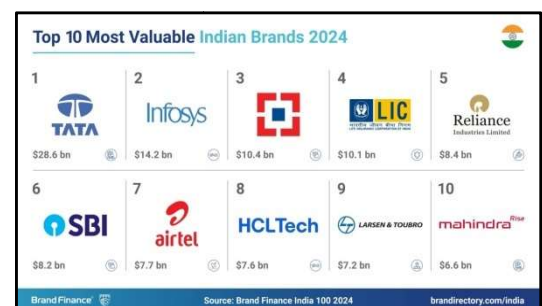 Top 10 Most Valuable Indian Brands 2024
1
TATA
$28.6 bn
2
Infosys
$14.2 bn
3
$10.4 bn
4
LIC
$10.1 bn
5
Reliance
Industries Limited
$8.4 bn
6
SBI
$8.2 bn
7
airtel
$7.7 bn
8
HCLTech
$7.6 bn
9
LARSEN & TOUBRO
$7.2 bn
10
mahindra Rise
$6.6 bn
Brand Finance®
Source: Brand Finance India 100 2024
brandirectory.com/india